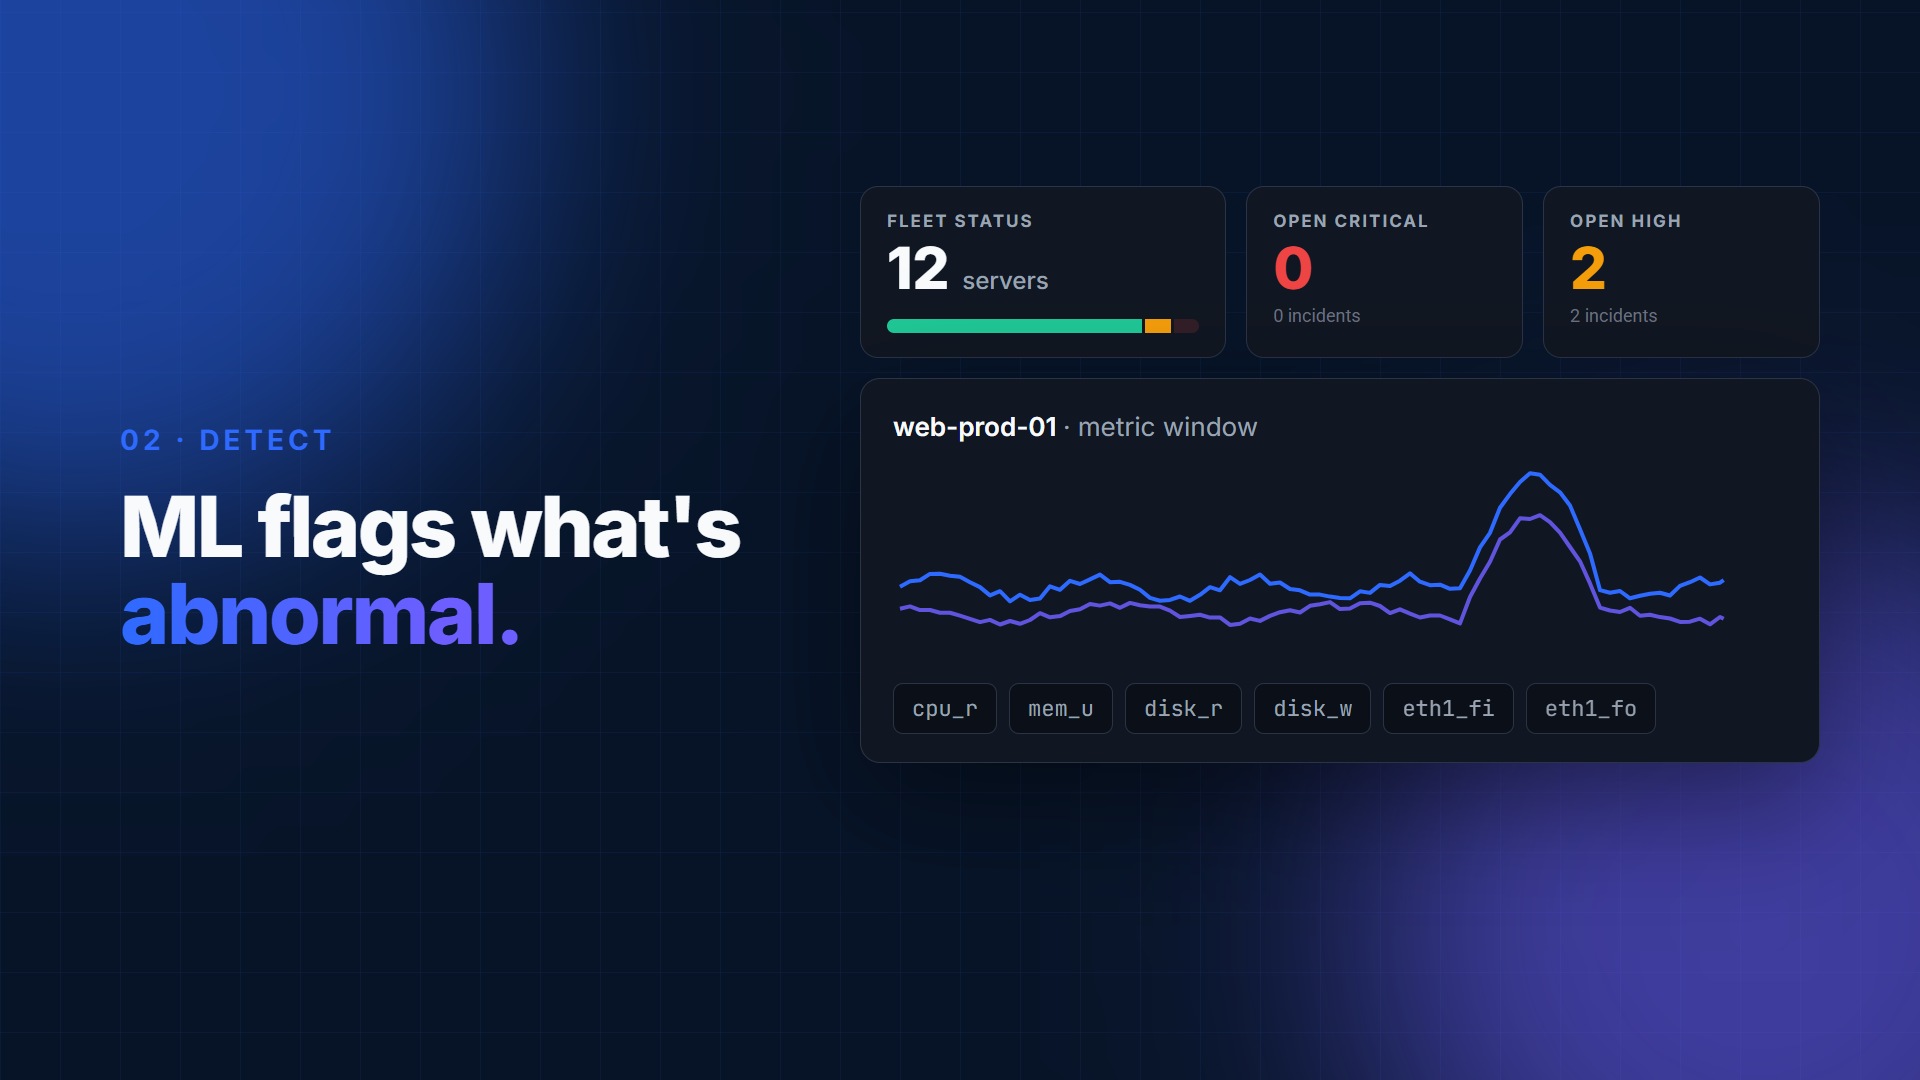 02 · DETECT
ML flags what's
abnormal.
FLEET STATUS
12 servers
OPEN CRITICAL
0
0 incidents
OPEN HIGH
2
2 incidents
web-prod-01 · metric window
cpu_r mem_u disk_r disk_w eth1_fi eth1_fo